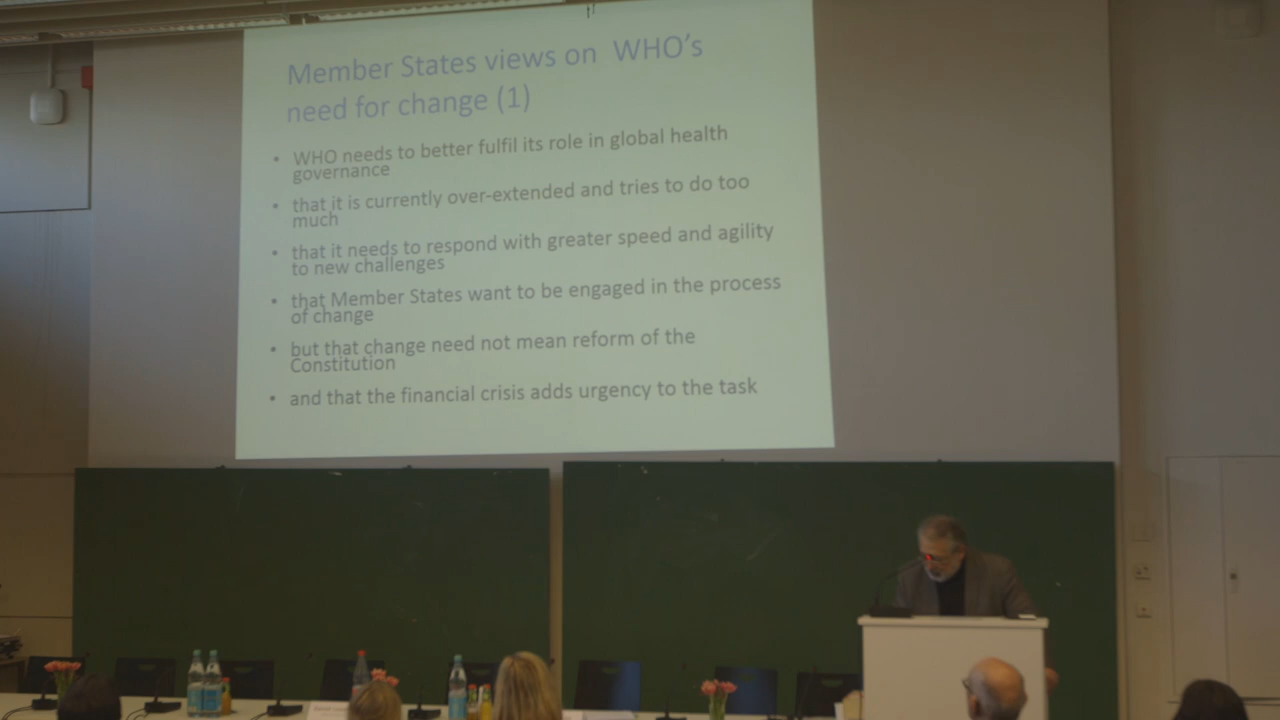 Member States views on WHO's
need for change (1)
• WHO needs to better fulfil its role in global health
governance
• that it is currently over-extended and tries to do too
much
• that it needs to respond with greater speed and agility
to new challenges
• that Member States want to be engaged in the process
of change
• but that change need not mean reform of the
Constitution
• and that the financial crisis adds urgency to the task